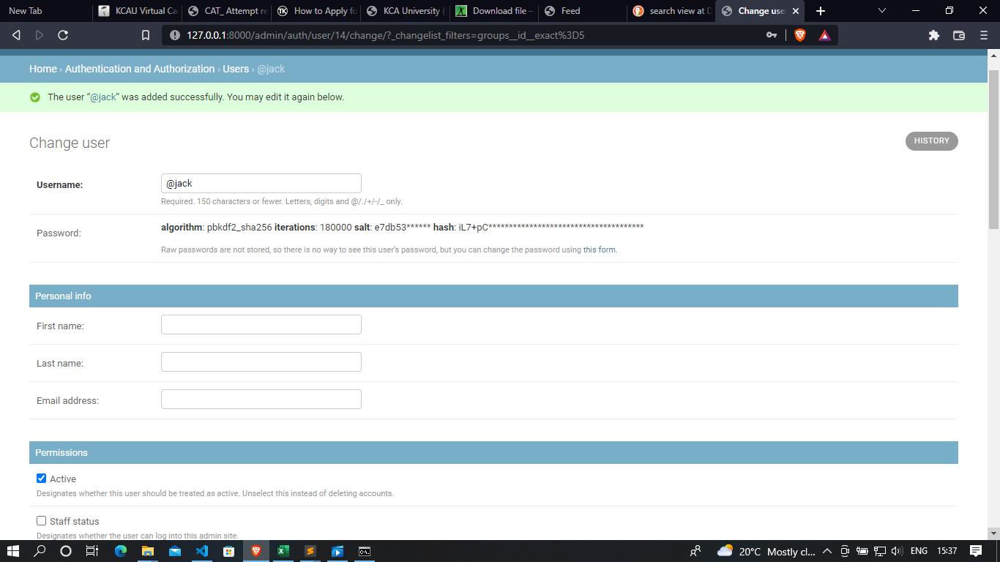 New Tab
KCAU Virtual Ca
CAT_ Attempt re
How to Apply fo
KCA University (
Download file –
Feed
search view at D
Change use
127.0.0.1:8000/admin/auth/user/14/change/?_changelist_filters=groups__id__exact%3D5
Home › Authentication and Authorization › Users › @jack
The user “@jack” was added successfully. You may edit it again below.
Change user
HISTORY
Username:
@jack
Required. 150 characters or fewer. Letters, digits and @/./+/-/_ only.
Password:
algorithm: pbkdf2_sha256 iterations: 180000 salt: e7db53****** hash: iL7+pC**************************************
Raw passwords are not stored, so there is no way to see this user’s password, but you can change the password using this form.
Personal info
First name:
Last name:
Email address:
Permissions
Active
Designates whether this user should be treated as active. Unselect this instead of deleting accounts.
Staff status
Designates whether the user can log into this admin site.
20°C Mostly cl...
ENG
15:37